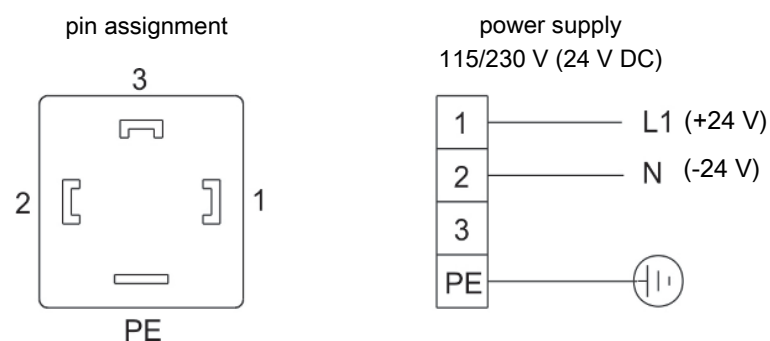 pin assignment
3
2
1
PE
power supply
115/230 V (24 V DC)
1
L1 (+24 V)
2
N (-24 V)
3
PE